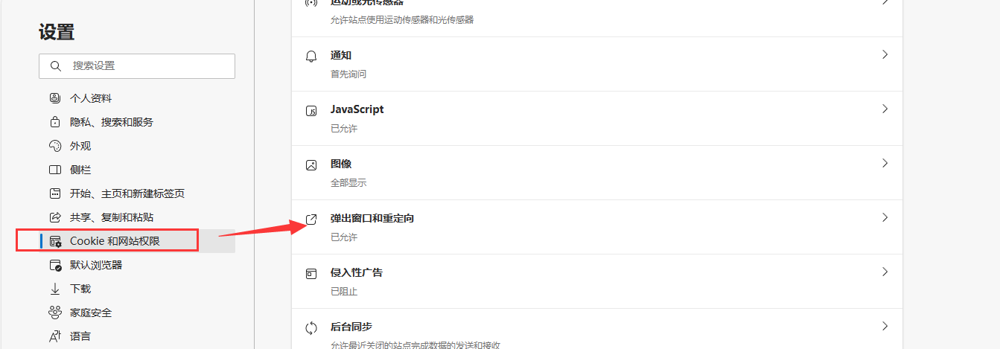 设置
搜索设置
个人资料
隐私、搜索和服务
外观
侧栏
开始、主页和新建标签页
共享、复制和粘贴
Cookie 和网站权限
默认浏览器
下载
家庭安全
语言
运动或光传感器
允许站点使用运动传感器和光传感器
通知
首先询问
JavaScript
已允许
图像
全部显示
弹出窗口和重定向
已允许
侵入性广告
已阻止
后台同步
允许最近关闭的站点完成数据的发送和接收